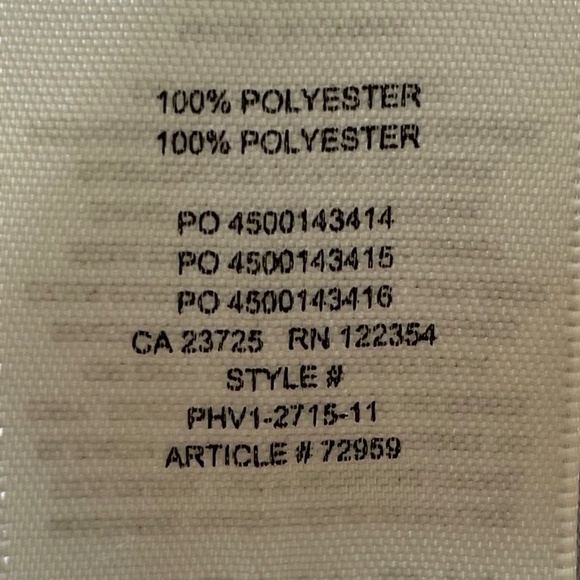 100% POLYESTER
100% POLYESTER
PO 4500143414
PO 4500143415
PO 4500143416
CA 23725 RN 122354
STYLE #
PHV1-2715-11
ARTICLE # 72959